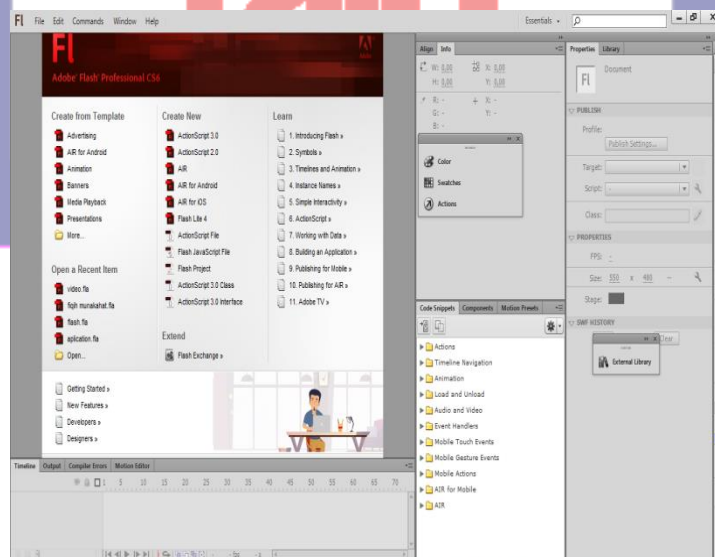 Fl File Edit Commands Window Help Essentials
Fl
Adobe® Flash® Professional CS6
Create from Template
Advertising
AIR for Android
Animation
Banners
Media Playback
Presentations
More...
Open a Recent Item
video.fla
fiqih munakahat.fla
flash.fla
aplication.fla
Open...
Create New
ActionScript 3.0
ActionScript 2.0
AIR
AIR for Android
AIR for iOS
Flash Lite 4
ActionScript File
Flash JavaScript File
Flash Project
ActionScript 3.0 Class
ActionScript 3.0 Interface
Extend
Flash Exchange »
Learn
1. Introducing Flash »
2. Symbols »
3. Timelines and Animation »
4. Instance Names »
5. Simple Interactivity »
6. ActionScript »
7. Working with Data »
8. Building an Application »
9. Publishing for Mobile »
10. Publishing for AIR »
11. Adobe TV »
Getting Started »
New Features »
Developers »
Designers »
Timeline Output Compiler Errors Motion Editor
1 5 10 15 20 25 30 35 40 45 50 55 60 65 70
Align Info
W: 0,00 X: 0,00
H: 0,00 Y: 0,00
R: - X: -
G: - Y: -
B: -
Color
Swatches
Actions
Code Snippets Components Motion Presets
Actions
Timeline Navigation
Animation
Load and Unload
Audio and Video
Event Handlers
Mobile Touch Events
Mobile Gesture Events
Mobile Actions
AIR for Mobile
AIR
Properties Library
Fl Document
PUBLISH
Profile:
Publish Settings...
Target:
Script: -
Class:
PROPERTIES
FPS: -
Size: 550 x 400
Stage:
SWF HISTORY
Clear
External Library